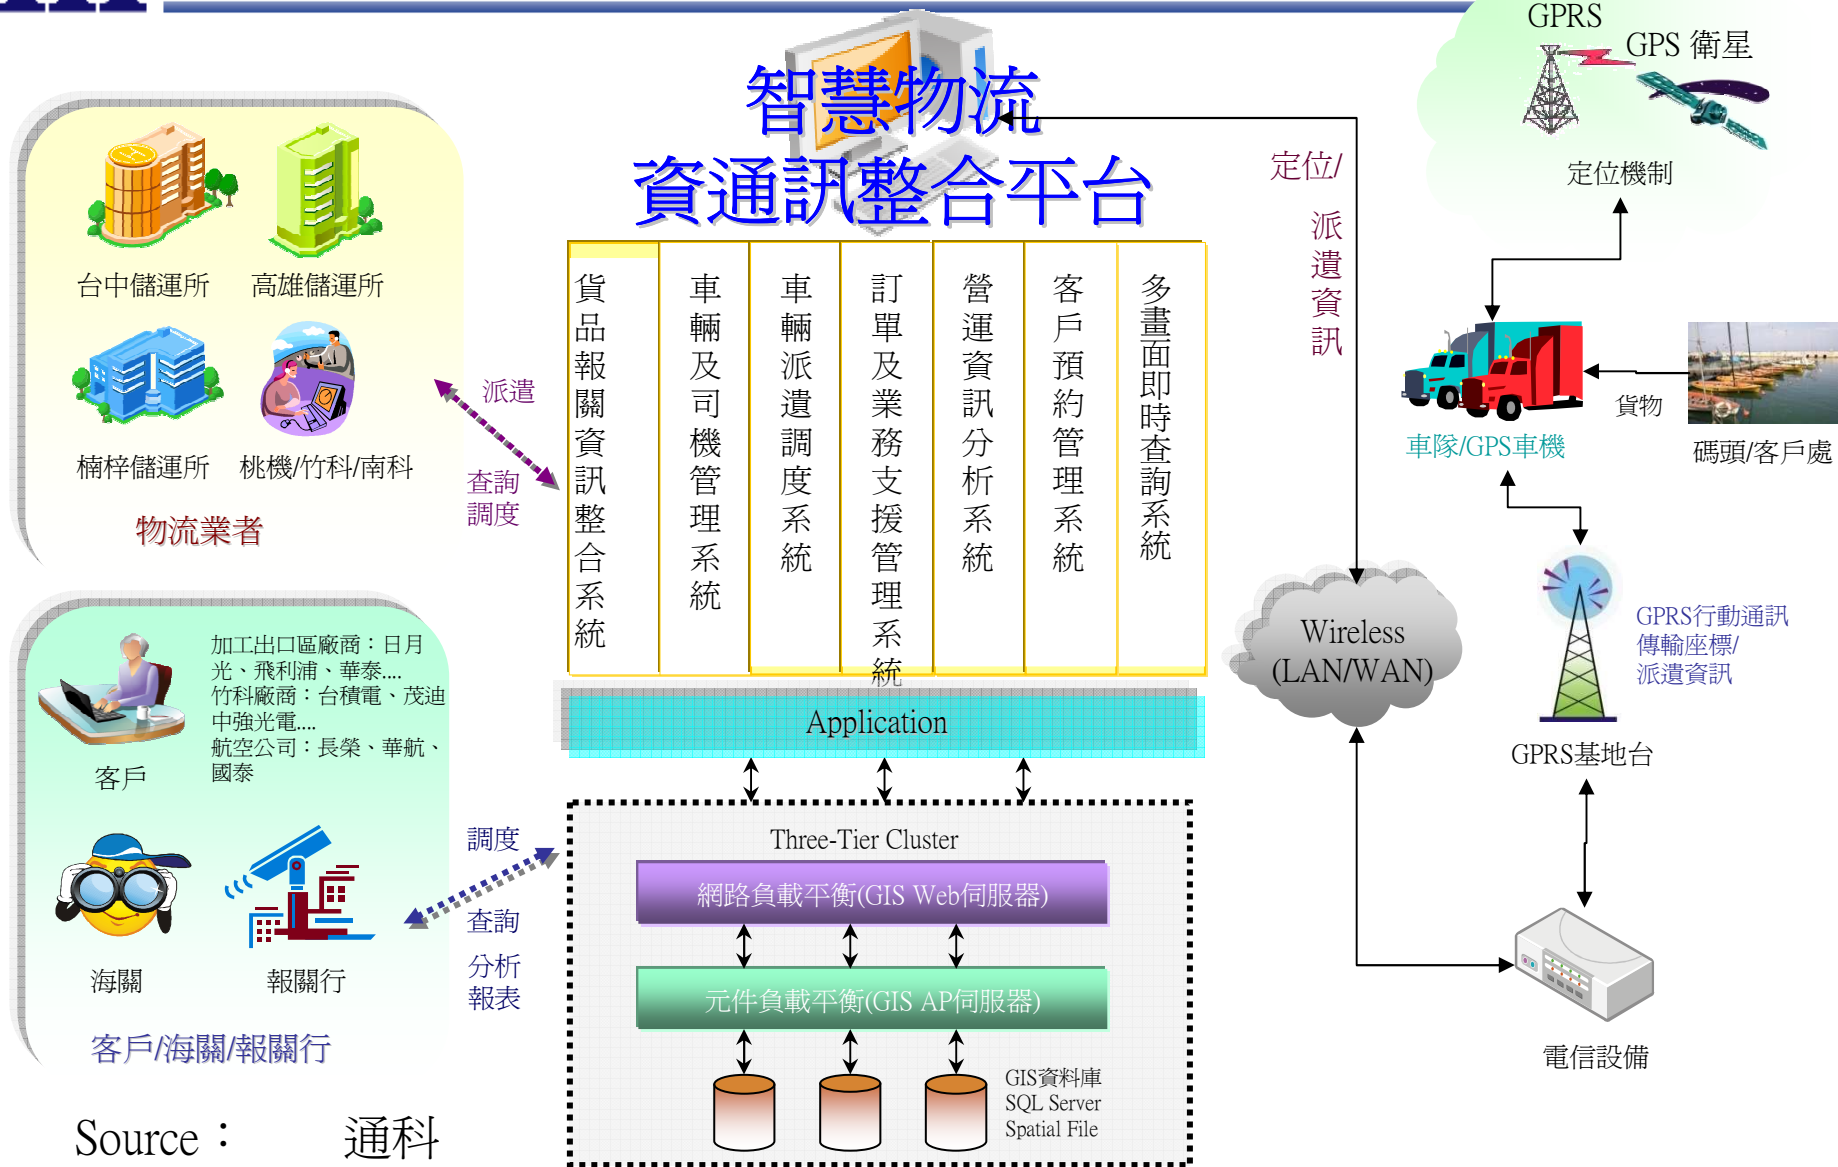 智慧物流
資通訊整合平台
台中儲運所
高雄儲運所
楠梓儲運所
桃機/竹科/南科
物流業者
派遣
查詢
調度
加工出口區廠商：日月
光、飛利浦、華泰....
竹科廠商：台積電、茂迪
中強光電....
航空公司：長榮、華航、
國泰
客戶
海關
報關行
客戶/海關/報關行
調度
查詢
分析
報表
Source： 通科
貨品報關資訊整合系統
車輛及司機管理系統
車輛派遣調度系統
訂單及業務支援管理系統
營運資訊分析系統
客戶預約管理系統
多畫面即時查詢系統
Application
Three-Tier Cluster
網路負載平衡(GIS Web伺服器)
元件負載平衡(GIS AP伺服器)
GIS資料庫
SQL Server
Spatial File
定位/
派遣資訊
Wireless
(LAN/WAN)
GPRS
GPS 衛星
定位機制
車隊/GPS車機
貨物
碼頭/客戶處
GPRS行動通訊
傳輸座標/
派遣資訊
GPRS基地台
電信設備